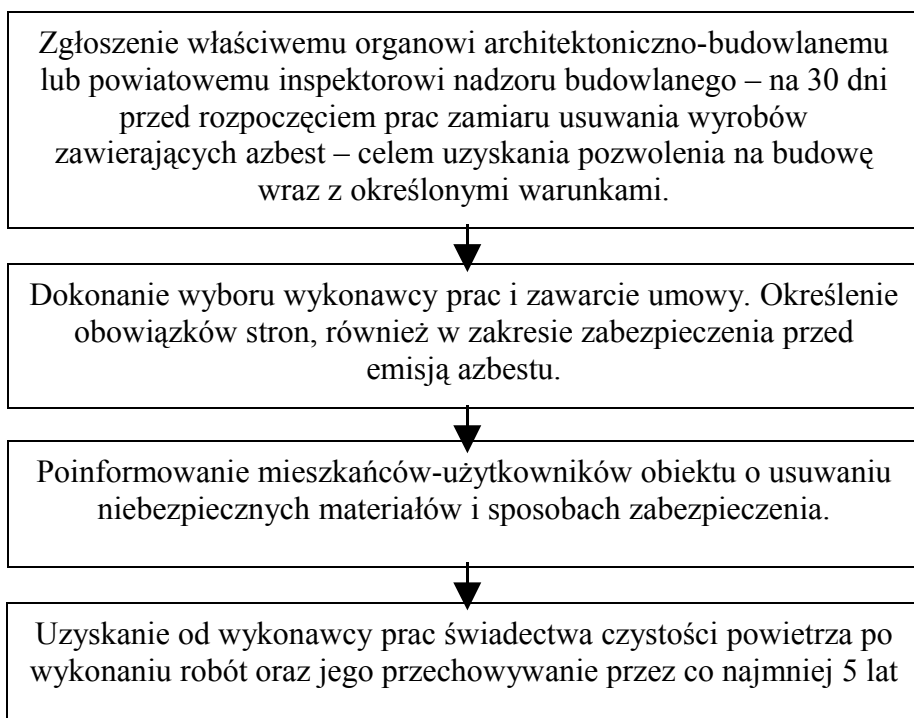 Zgłoszenie właściwemu organowi architektoniczno-budowlanemu
lub powiatowemu inspektorowi nadzoru budowlanego – na 30 dni
przed rozpoczęciem prac zamiaru usuwania wyrobów
zawierających azbest – celem uzyskania pozwolenia na budowę
wraz z określonymi warunkami.
Dokonanie wyboru wykonawcy prac i zawarcie umowy. Określenie
obowiązków stron, również w zakresie zabezpieczenia przed
emisją azbestu.
Poinformowanie mieszkańców-użytkowników obiektu o usuwaniu
niebezpiecznych materiałów i sposobach zabezpieczenia.
Uzyskanie od wykonawcy prac świadectwa czystości powietrza po
wykonaniu robót oraz jego przechowywanie przez co najmniej 5 lat